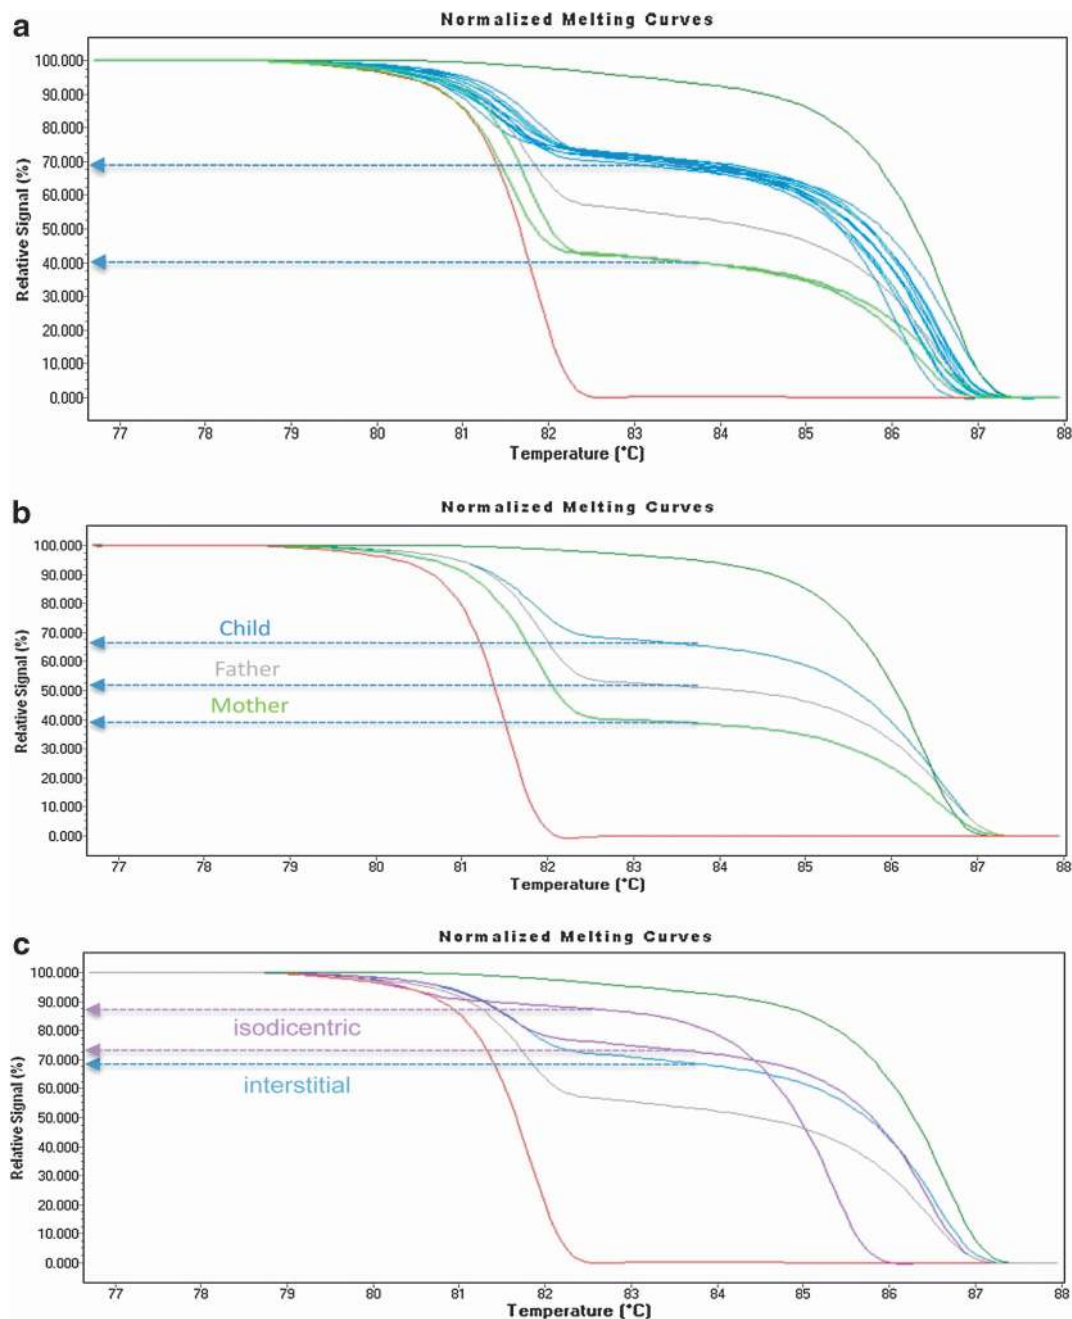 a
Normalized Melting Curves
Relative Signal (%)
100.000
90.000
80.000
70.000
60.000
50.000
40.000
30.000
20.000
10.000
0.000
77 78 79 80 81 82 83 84 85 86 87 88
Temperature (°C)
b
Normalized Melting Curves
Relative Signal (%)
100.000
90.000
80.000
70.000
60.000
50.000
40.000
30.000
20.000
10.000
0.000
Child
Father
Mother
77 78 79 80 81 82 83 84 85 86 87 88
Temperature (°C)
c
Normalized Melting Curves
Relative Signal (%)
100.000
90.000
80.000
70.000
60.000
50.000
40.000
30.000
20.000
10.000
0.000
isodicentric
interstitial
77 78 79 80 81 82 83 84 85 86 87 88
Temperature (°C)